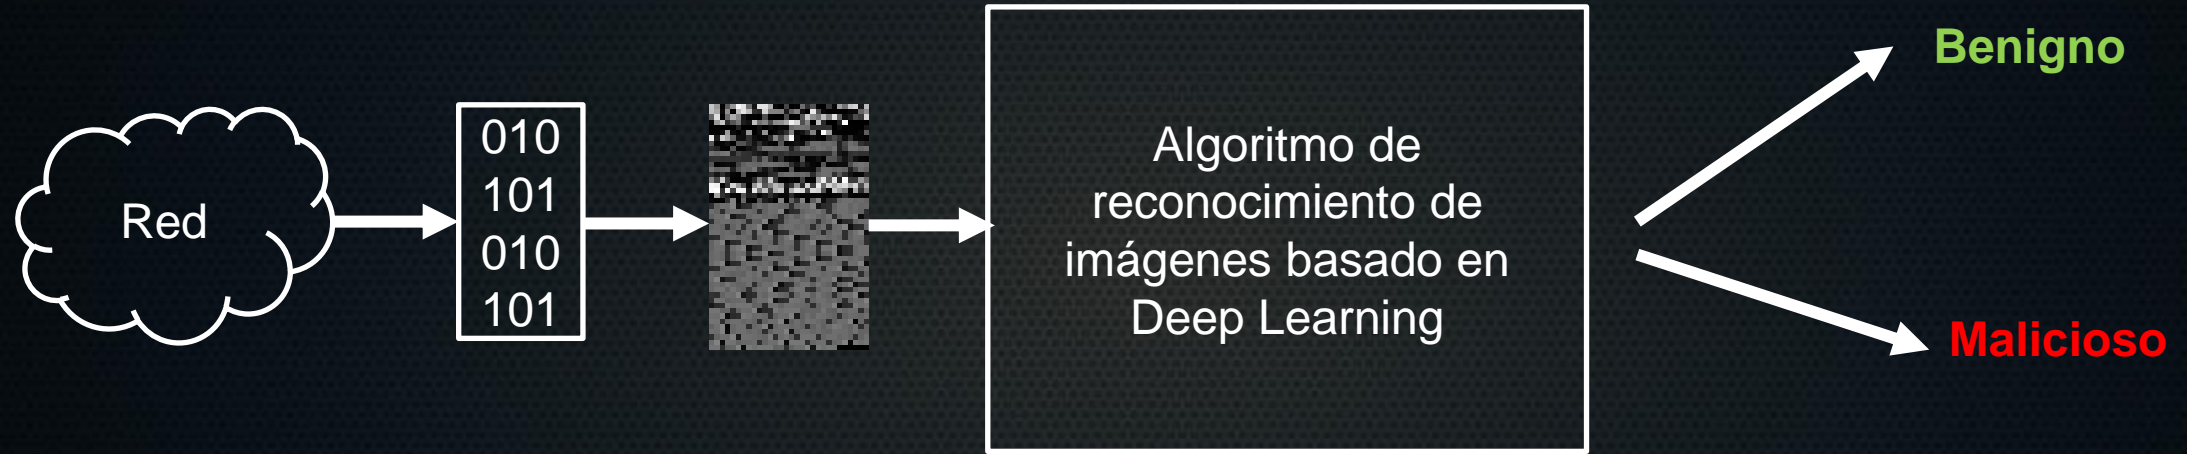 Red
010
101
010
101
Algoritmo de
reconocimiento de
imágenes basado en
Deep Learning
Benigno
Malicioso